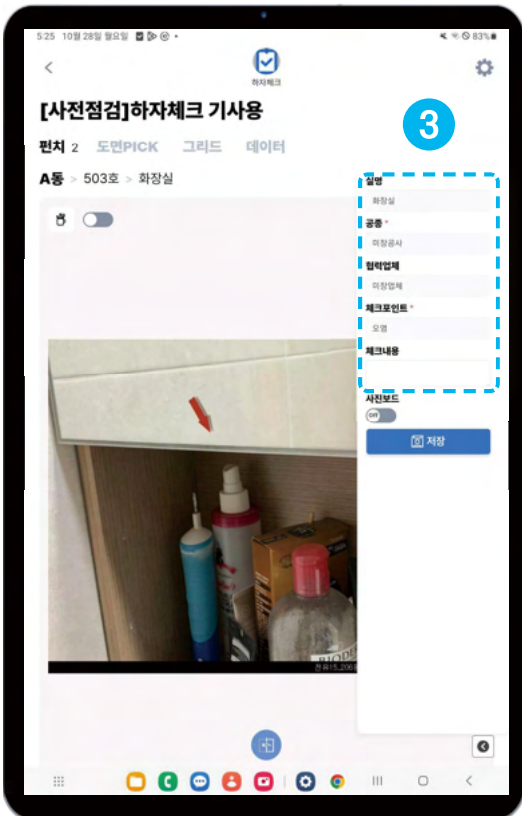 5:25 10월 28일 월요일
83%
하자체크
[사전점검]하자체크 기사용
3
펀치 2 도면PICK 그리드 데이터
A동 > 503호 > 화장실
실명
화장실
공종 *
미장공사
협력업체
미장업체
체크포인트 *
오염
체크내용
사진보드
Off
저장
BIODE